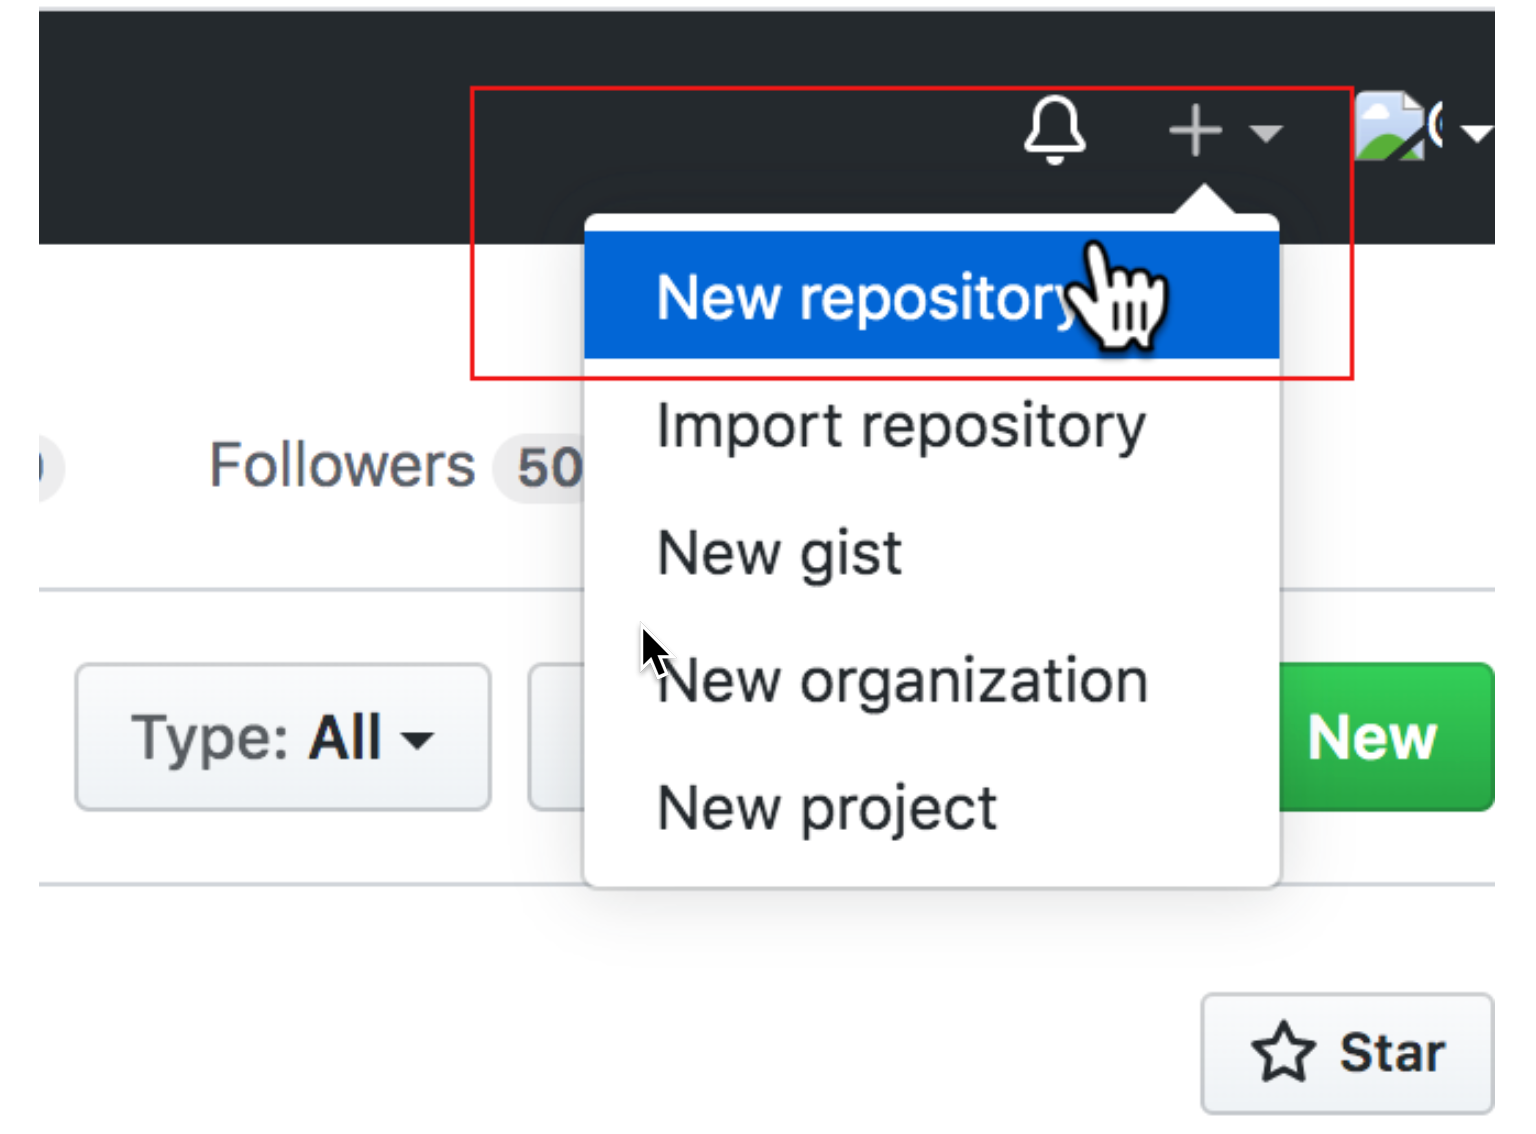 New repository
Import repository
Followers 50
New gist
New organization
Type: All
New
New project
Star